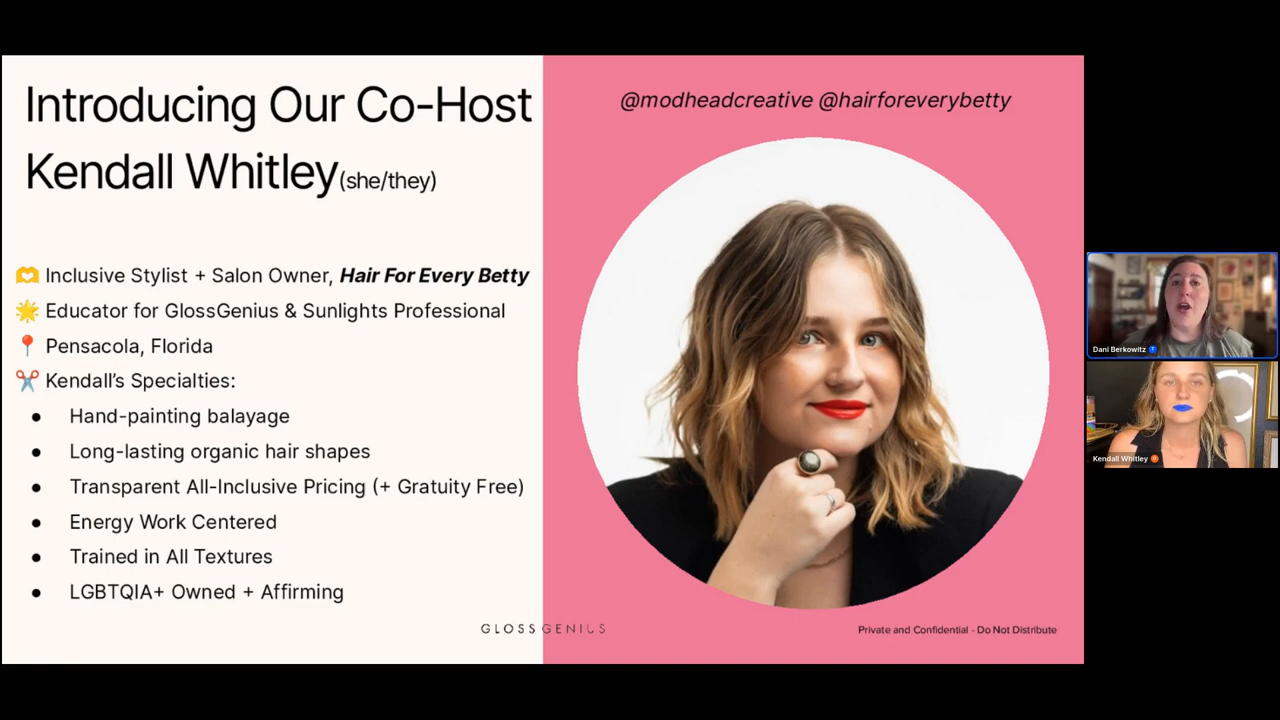 Introducing Our Co-Host
Kendall Whitley(she/they)
@modheadcreative @hairforeverybetty
🫶 Inclusive Stylist + Salon Owner, Hair For Every Betty
🌟 Educator for GlossGenius & Sunlights Professional
📍 Pensacola, Florida
✂️ Kendall’s Specialties:
● Hand-painting balayage
● Long-lasting organic hair shapes
● Transparent All-Inclusive Pricing (+ Gratuity Free)
● Energy Work Centered
● Trained in All Textures
● LGBTQIA+ Owned + Affirming
GLOSSGENIUS
Private and Confidential - Do Not Distribute
Dani Berkowitz
Kendall Whitley